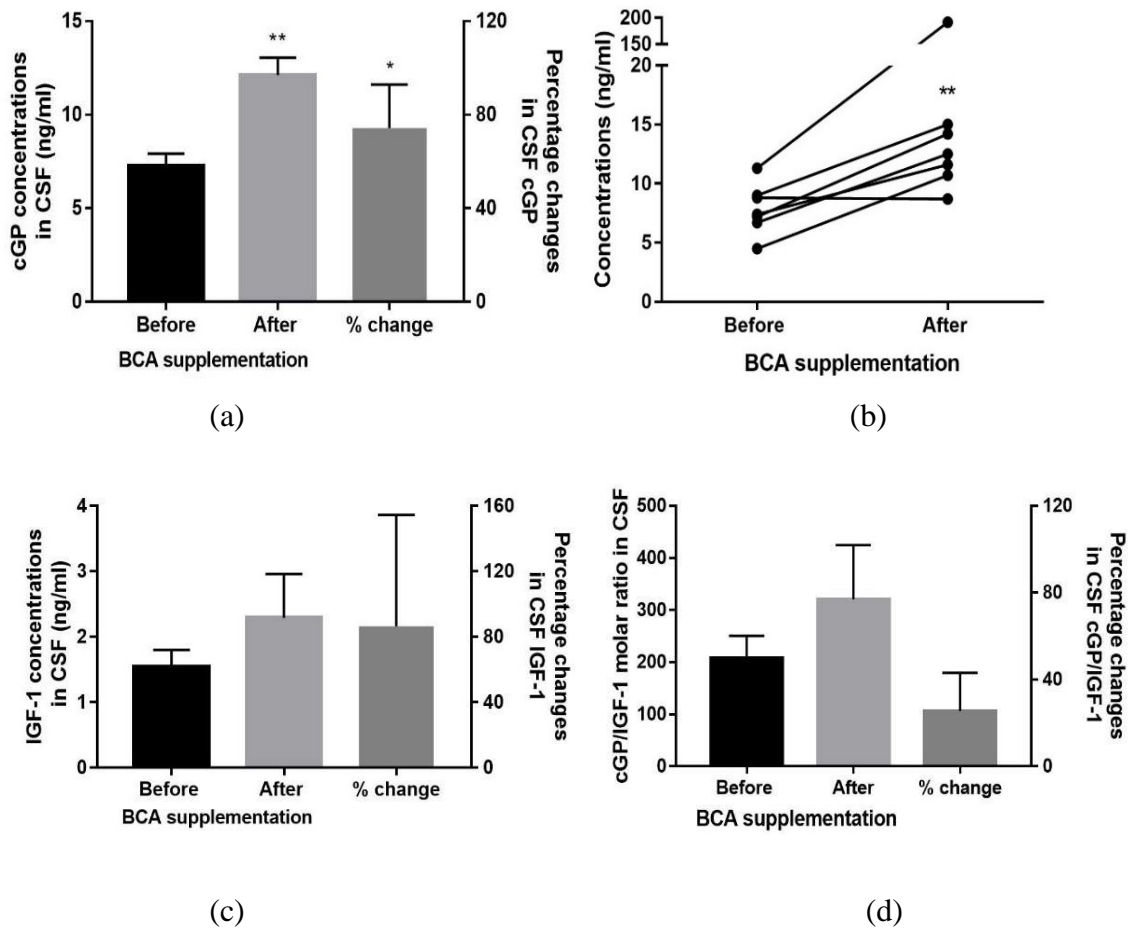 15
10
5
0
cGP concentrations
in CSF (ng/ml)
**
*
120
80
40
0
Percentage changes
in CSF cGP
Before After % change
BCA supplementation
(a)
200
150
20
15
10
5
0
Concentrations (ng/ml)
**
Before After
BCA supplementation
(b)
4
3
2
1
0
IGF-1 concentrations
in CSF (ng/ml)
160
120
80
40
0
Percentage changes
in CSF IGF-1
Before After % change
BCA supplementation
(c)
500
400
300
200
100
0
cGP/IGF-1 molar ratio in CSF
120
80
40
0
Percentage changes
in CSF cGP/IGF-1
Before After % change
BCA supplementation
(d)